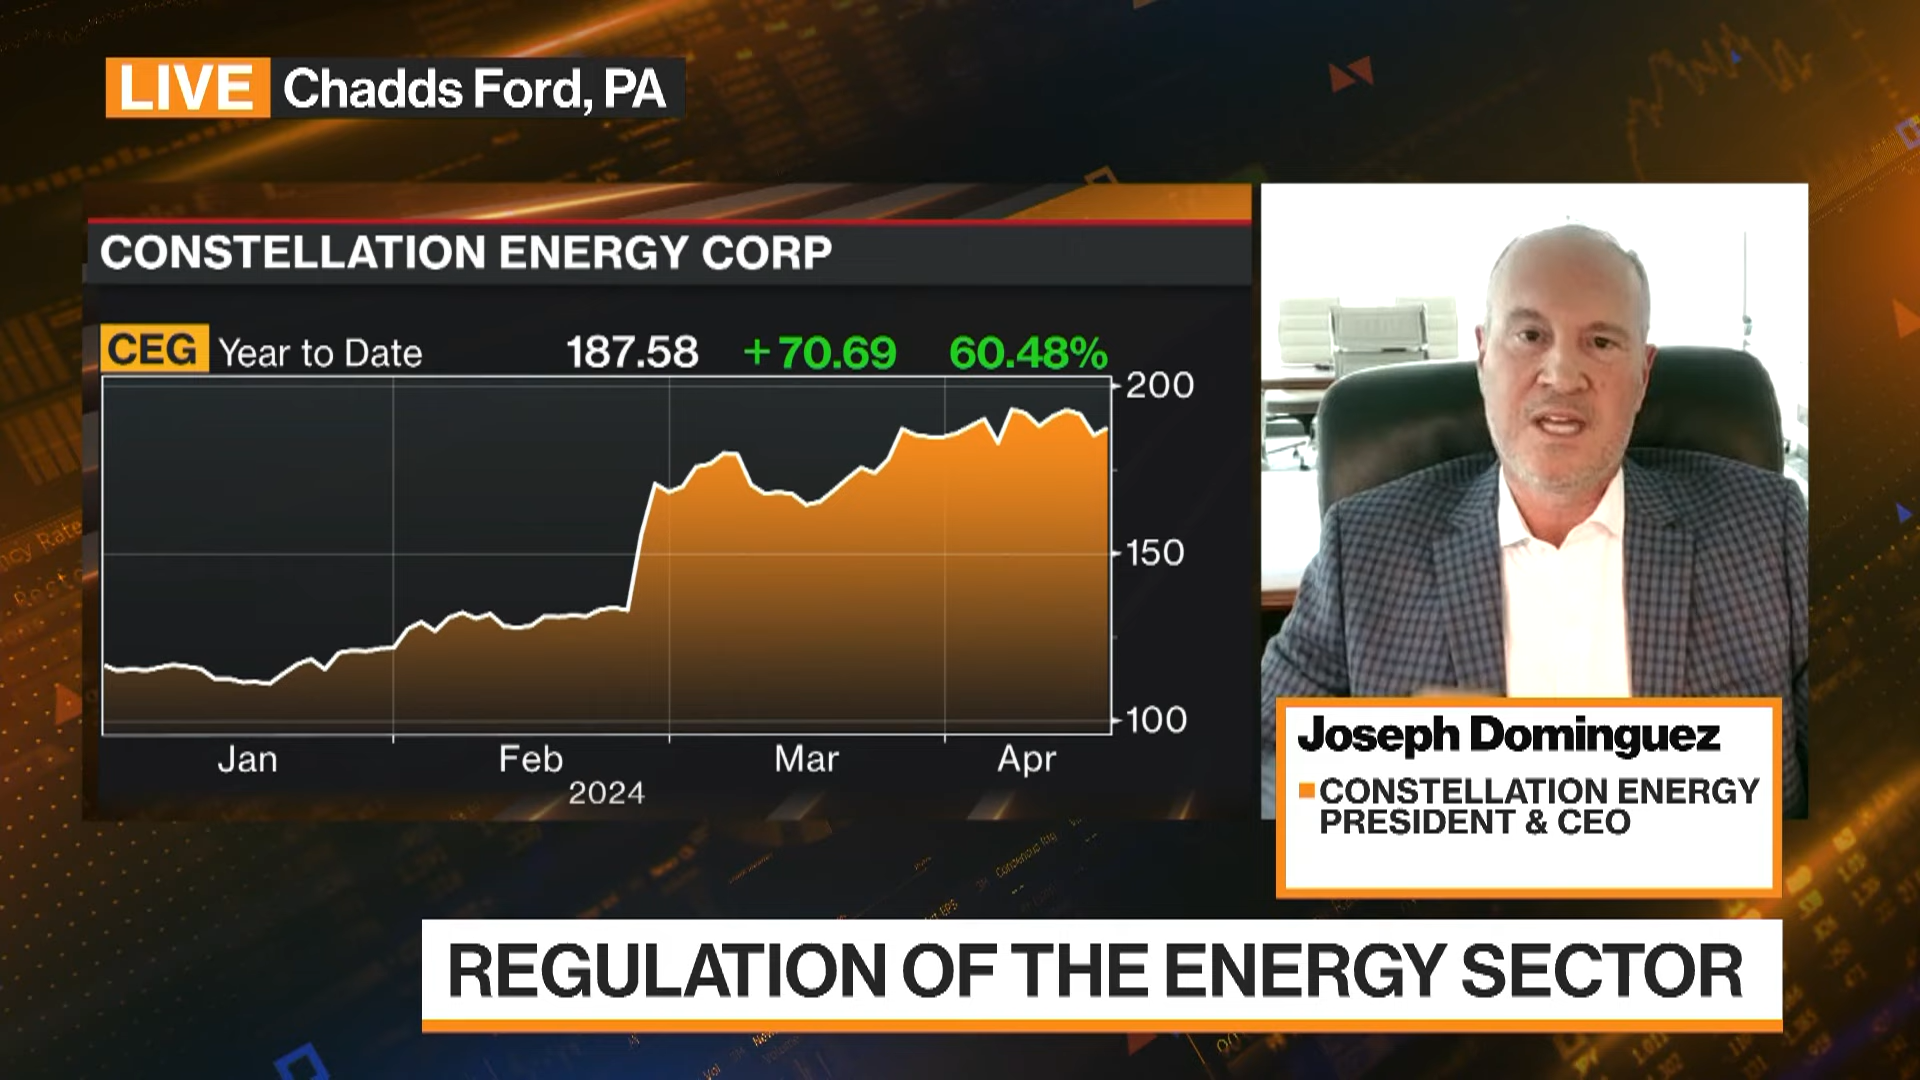 LIVE Chadds Ford, PA
CONSTELLATION ENERGY CORP
CEG Year to Date 187.58 +70.69 60.48%
200
150
100
Jan Feb Mar Apr
2024
Joseph Dominguez
CONSTELLATION ENERGY
PRESIDENT & CEO
REGULATION OF THE ENERGY SECTOR